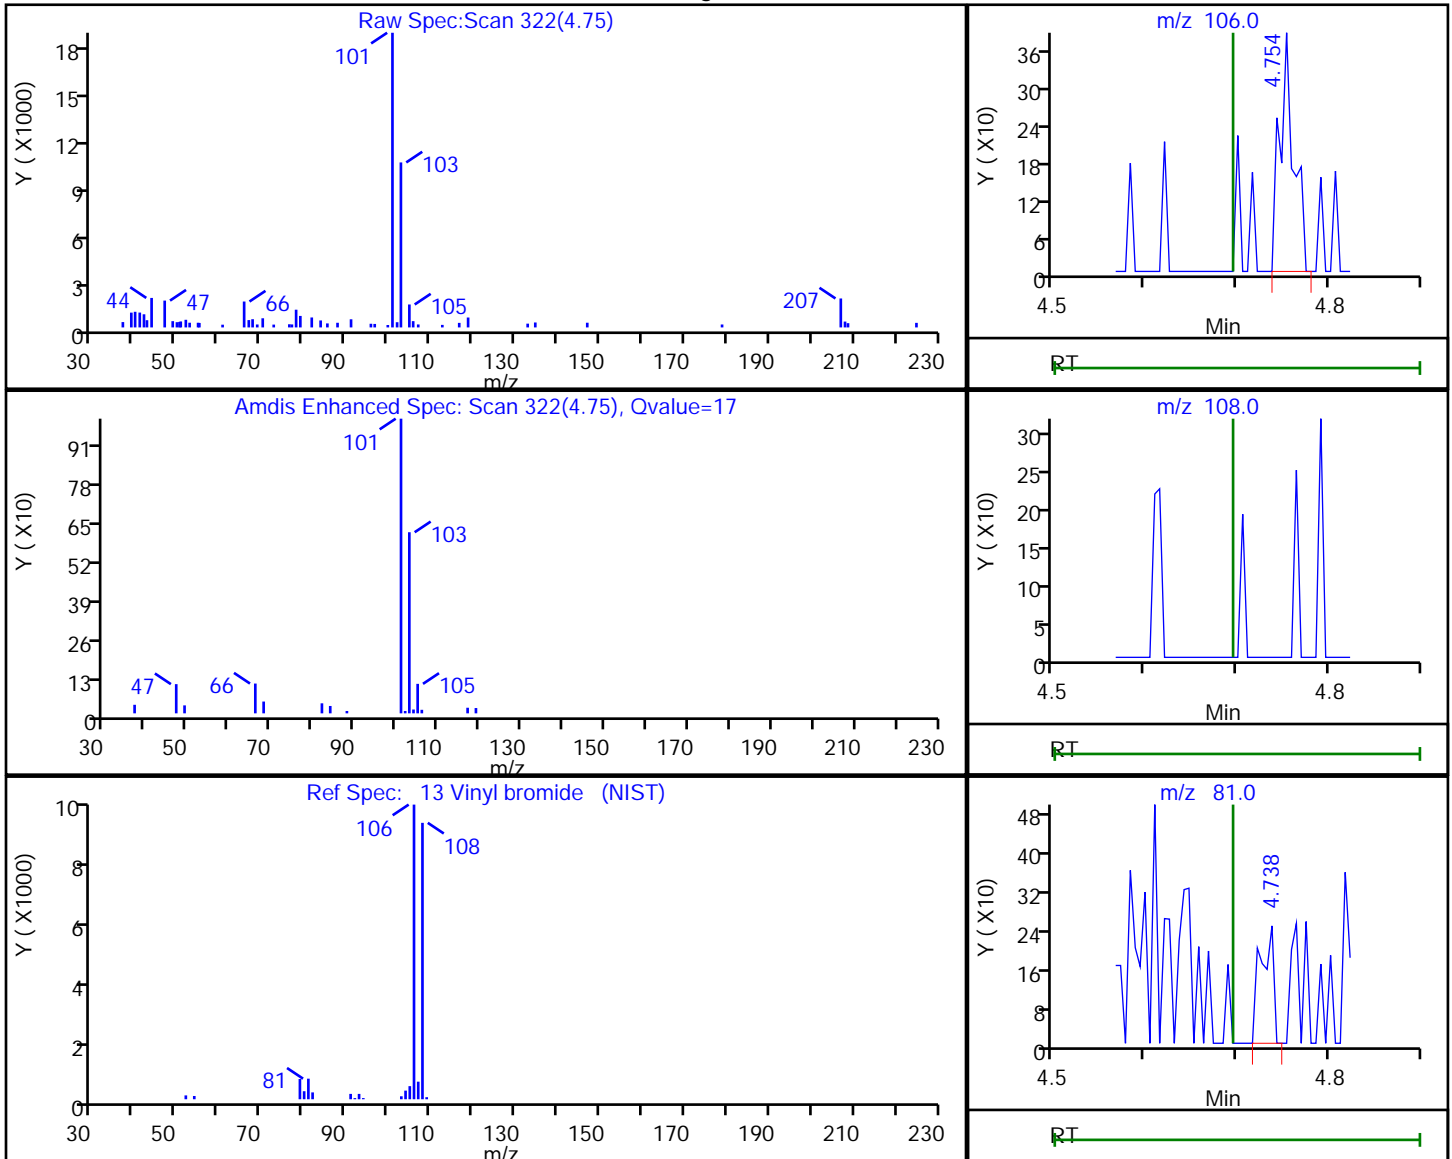 Raw Spec:Scan 322(4.75)
Y ( X1000)
18
15
12
9
6
3
0
101
103
44
47
66
105
207
30 50 70 90 110 130 150 170 190 210 230
m/z
m/z 106.0
Y ( X10)
36
30
24
18
12
6
0
4.754
4.5 4.8
Min
RT
Amdis Enhanced Spec: Scan 322(4.75), Qvalue=17
Y ( X10)
91
78
65
52
39
26
13
0
101
103
47
66
105
30 50 70 90 110 130 150 170 190 210 230
m/z
m/z 108.0
Y ( X10)
30
25
20
15
10
5
0
4.5 4.8
Min
RT
Ref Spec: 13 Vinyl bromide (NIST)
Y ( X1000)
10
8
6
4
2
0
106
108
81
30 50 70 90 110 130 150 170 190 210 230
m/z
m/z 81.0
Y ( X10)
48
40
32
24
16
8
0
4.738
4.5 4.8
Min
RT